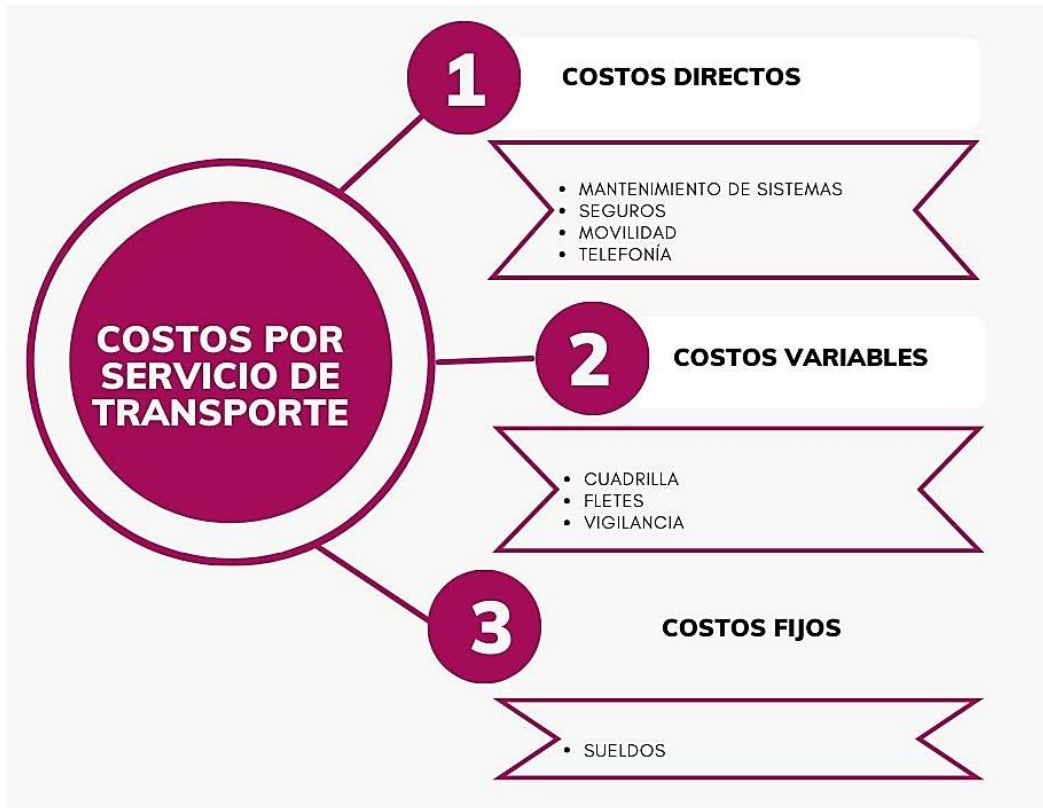 1
COSTOS DIRECTOS
• MANTENIMIENTO DE SISTEMAS
• SEGUROS
• MOVILIDAD
• TELEFONÍA
COSTOS POR
SERVICIO DE
TRANSPORTE
2
COSTOS VARIABLES
• CUADRILLA
• FLETES
• VIGILANCIA
3
COSTOS FIJOS
• SUELDOS